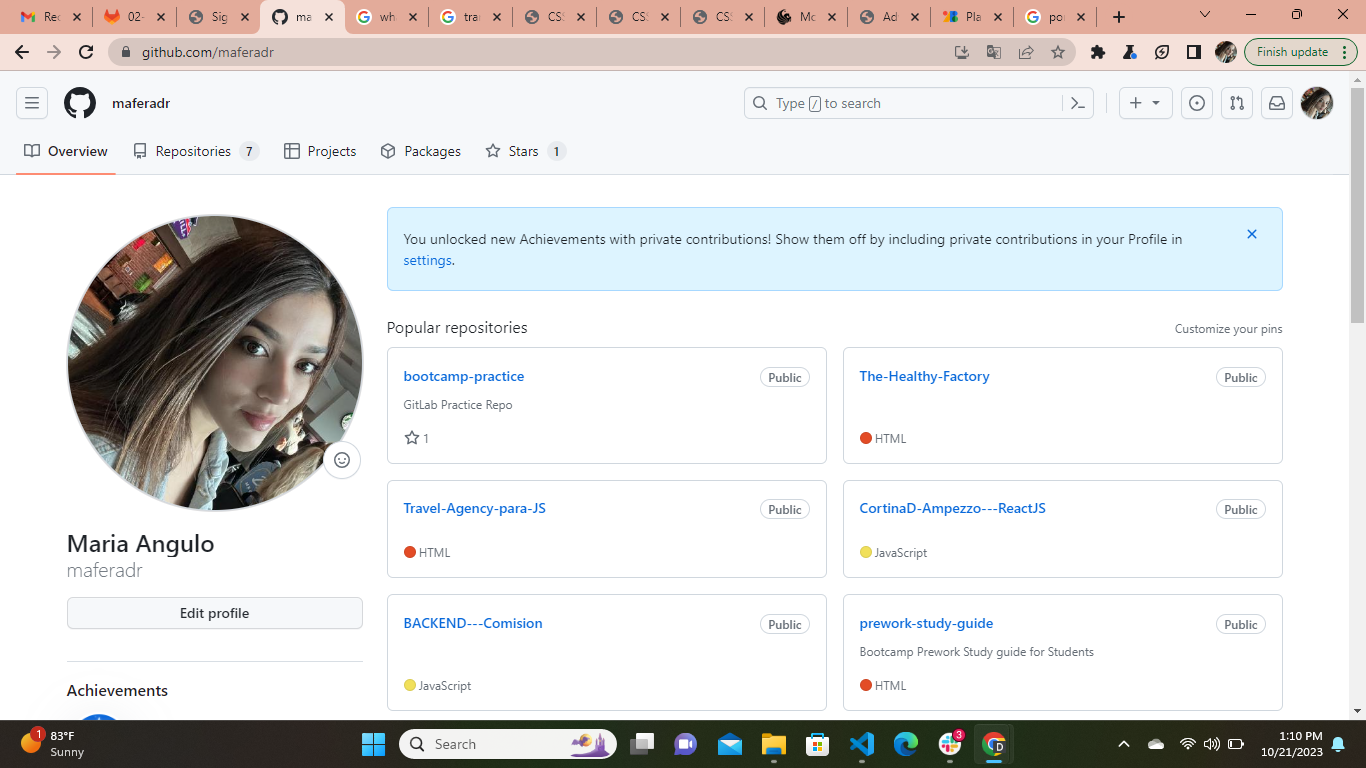 Rec
02-
Sig
ma
wh
tra
CSS
CSS
CSS
Mo
Ad
Pla
por
github.com/maferadr
Finish update
maferadr
Type / to search
Overview
Repositories 7
Projects
Packages
Stars 1
You unlocked new Achievements with private contributions! Show them off by including private contributions in your Profile in
settings.
Popular repositories
Customize your pins
bootcamp-practice
Public
GitLab Practice Repo
1
The-Healthy-Factory
Public
HTML
Travel-Agency-para-JS
Public
HTML
CortinaD-Ampezzo---ReactJS
Public
JavaScript
BACKEND---Comision
Public
JavaScript
prework-study-guide
Public
Bootcamp Prework Study guide for Students
HTML
Maria Angulo
maferadr
Edit profile
Achievements
1
83°F
Sunny
Search
3
1:10 PM
10/21/2023